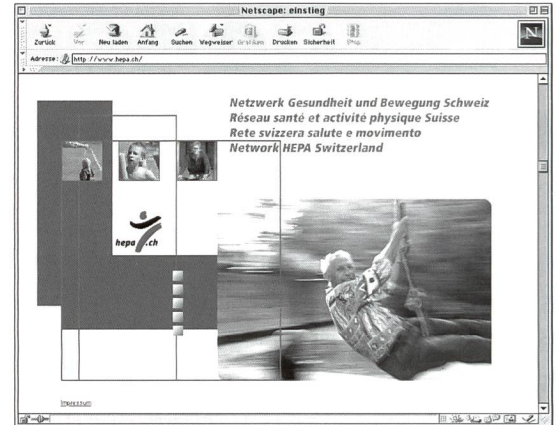 Netscape: einstieg
Zurück Vor Neu laden Anfang Suchen Wegweiser Grafiken Drucken Sicherheit Stop
Adresse: http://www.hepa.ch/
Netzwerk Gesundheit und Bewegung Schweiz
Réseau santé et activité physique Suisse
Rete svizzera salute e movimento
Network HEPA Switzerland
hepa.ch
Impressum